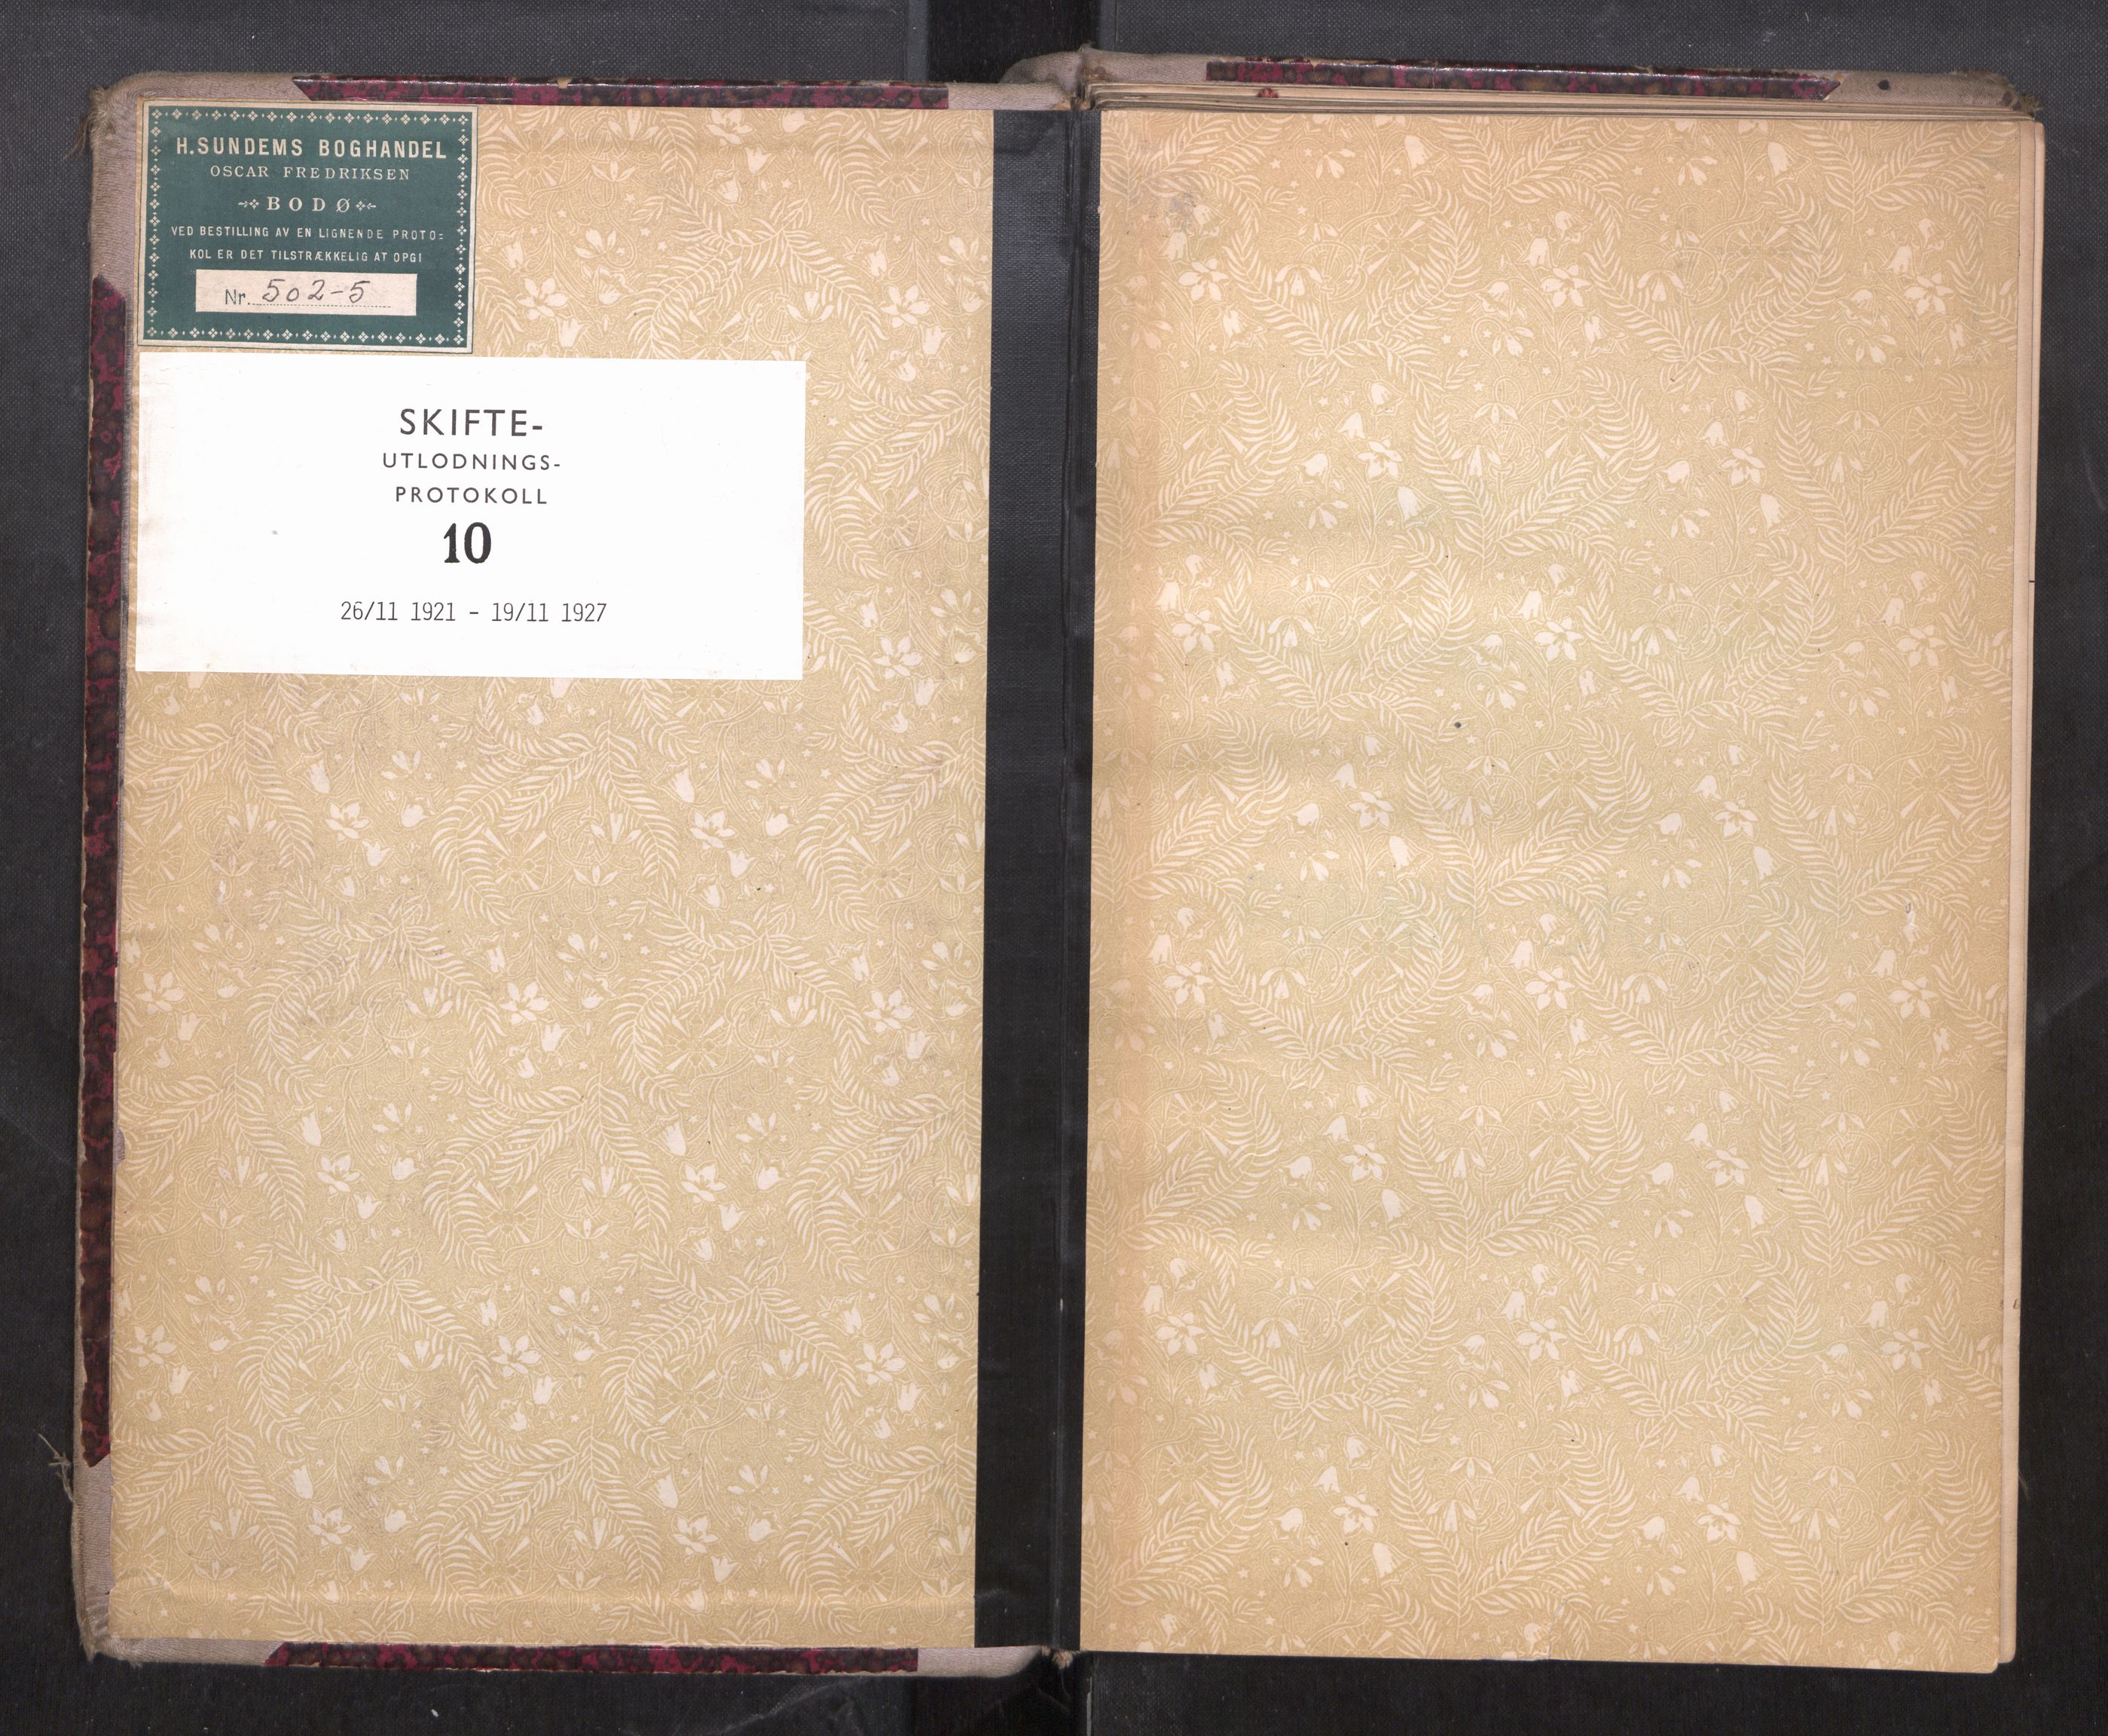 H.SUNDEMS BOGHANDEL
OSCAR FREDRIKSEN
BODØ
VED BESTILLING AV EN LIGNENDE PROTO=
KOL ER DET TILSTRÆKKELIG AT OPGI
Nr. 502-5
SKIFTE-
UTLODNINGS-
PROTOKOLL
10
26/11 1921 - 19/11 1927